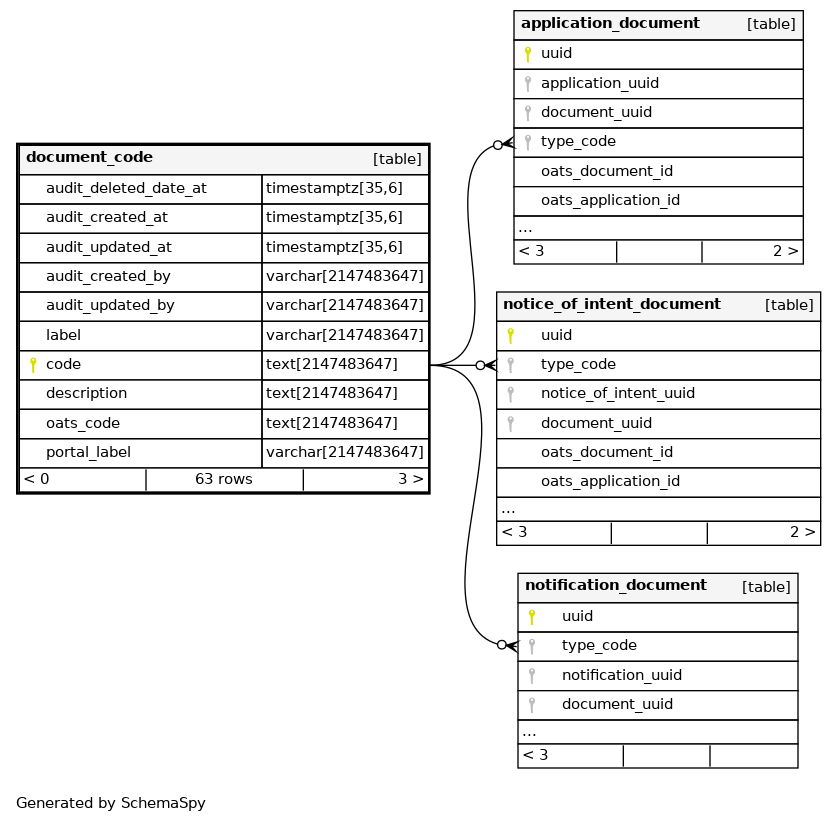 application_document [table]
uuid
application_uuid
document_uuid
type_code
oats_document_id
oats_application_id
...
< 3 2 >
document_code [table]
audit_deleted_date_at timestamptz[35,6]
audit_created_at timestamptz[35,6]
audit_updated_at timestamptz[35,6]
audit_created_by varchar[2147483647]
audit_updated_by varchar[2147483647]
label varchar[2147483647]
code text[2147483647]
description text[2147483647]
oats_code text[2147483647]
portal_label varchar[2147483647]
< 0 63 rows 3 >
notice_of_intent_document [table]
uuid
type_code
notice_of_intent_uuid
document_uuid
oats_document_id
oats_application_id
...
< 3 2 >
notification_document [table]
uuid
type_code
notification_uuid
document_uuid
...
< 3
Generated by SchemaSpy